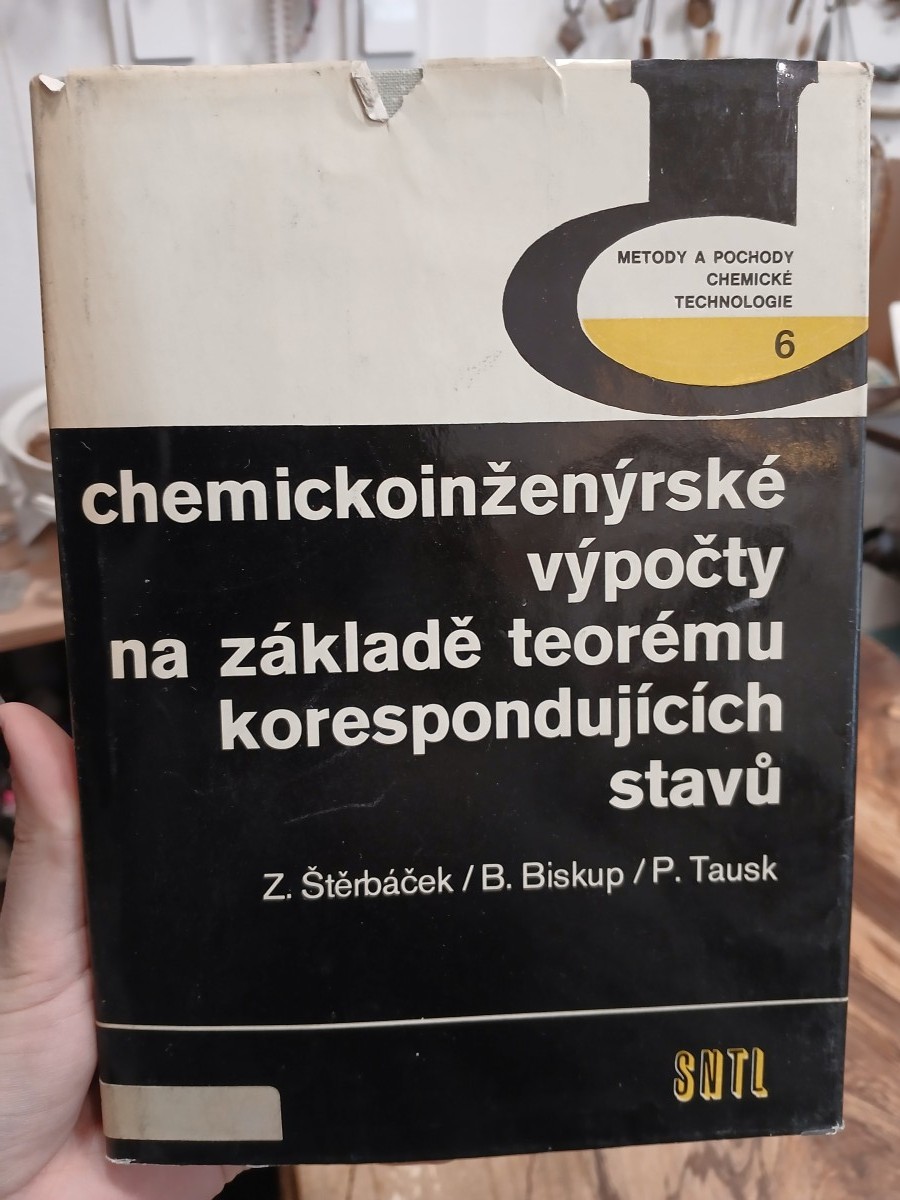 METODY A POCHODY
CHEMICKÉ
TECHNOLOGIE
6
chemickoinženýrské
výpočty
na základě teorému
korespondujících
stavů
Z. Štěrbáček / B. Biskup / P. Tausk
SNTL